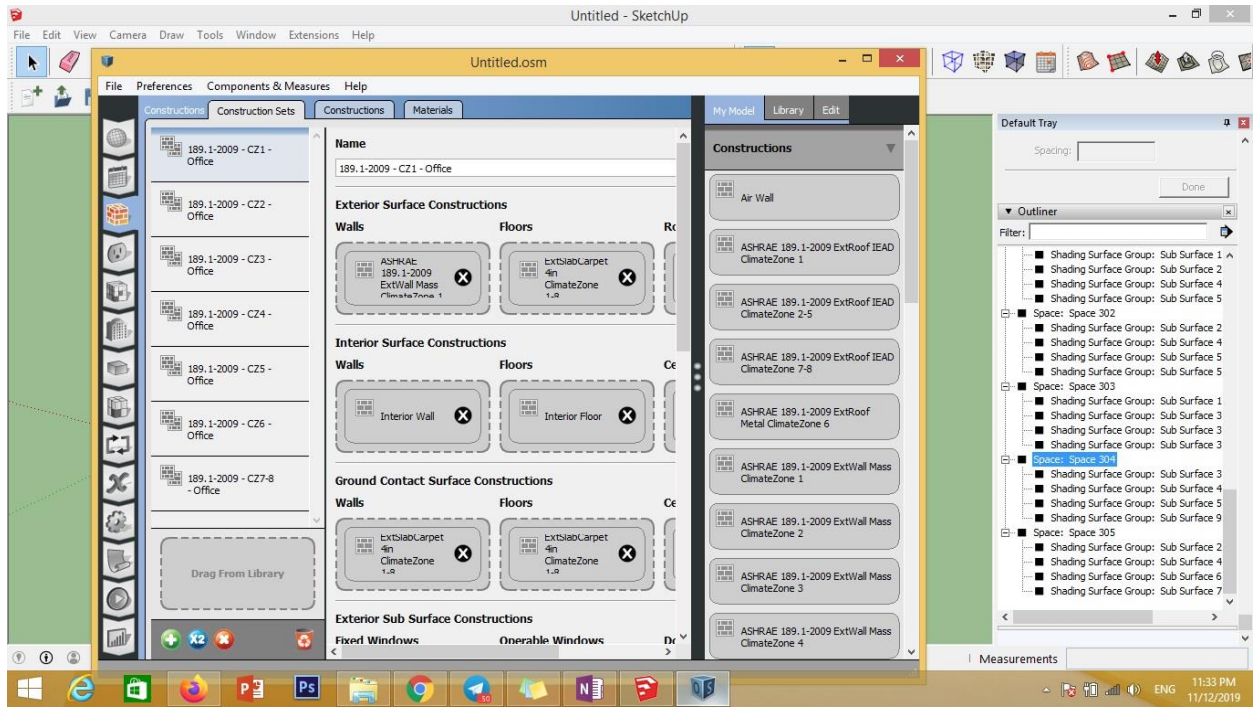 Untitled - SketchUp
File Edit View Camera Draw Tools Window Extensions Help
Untitled.osm
File Preferences Components & Measures Help
Constructions Construction Sets Constructions Materials
My Model Library Edit
189.1-2009 - CZ1 -
Office
189.1-2009 - CZ2 -
Office
189.1-2009 - CZ3 -
Office
189.1-2009 - CZ4 -
Office
189.1-2009 - CZ5 -
Office
189.1-2009 - CZ6 -
Office
189.1-2009 - CZ7-8
- Office
Drag From Library
X2
Name
189.1-2009 - CZ1 - Office
Exterior Surface Constructions
Walls Floors
ASHRAE
189.1-2009
ExtWall Mass
ClimateZone 1
ExtSlabCarpet
4in
ClimateZone
1-8
Interior Surface Constructions
Walls Floors Ce
Interior Wall
Interior Floor
Ground Contact Surface Constructions
Walls Floors Ce
ExtSlabCarpet
4in
ClimateZone
1-8
ExtSlabCarpet
4in
ClimateZone
1-8
Exterior Sub Surface Constructions
Fixed Windows Operable Windows
Constructions
Air Wall
ASHRAE 189.1-2009 ExtRoof IEAD
ClimateZone 1
ASHRAE 189.1-2009 ExtRoof IEAD
ClimateZone 2-5
ASHRAE 189.1-2009 ExtRoof IEAD
ClimateZone 7-8
ASHRAE 189.1-2009 ExtRoof
Metal ClimateZone 6
ASHRAE 189.1-2009 ExtWall Mass
ClimateZone 1
ASHRAE 189.1-2009 ExtWall Mass
ClimateZone 2
ASHRAE 189.1-2009 ExtWall Mass
ClimateZone 3
ASHRAE 189.1-2009 ExtWall Mass
ClimateZone 4
Default Tray
Spacing:
Done
Outliner
Filter:
Shading Surface Group: Sub Surface 1
Shading Surface Group: Sub Surface 2
Shading Surface Group: Sub Surface 4
Shading Surface Group: Sub Surface 5
Space: Space 302
Shading Surface Group: Sub Surface 2
Shading Surface Group: Sub Surface 4
Shading Surface Group: Sub Surface 5
Shading Surface Group: Sub Surface 5
Space: Space 303
Shading Surface Group: Sub Surface 1
Shading Surface Group: Sub Surface 3
Shading Surface Group: Sub Surface 3
Shading Surface Group: Sub Surface 3
Space: Space 304
Shading Surface Group: Sub Surface 3
Shading Surface Group: Sub Surface 4
Shading Surface Group: Sub Surface 5
Shading Surface Group: Sub Surface 9
Space: Space 305
Shading Surface Group: Sub Surface 2
Shading Surface Group: Sub Surface 4
Shading Surface Group: Sub Surface 6
Shading Surface Group: Sub Surface 7
Measurements
Ps
50
ENG
11:33 PM
11/12/2019